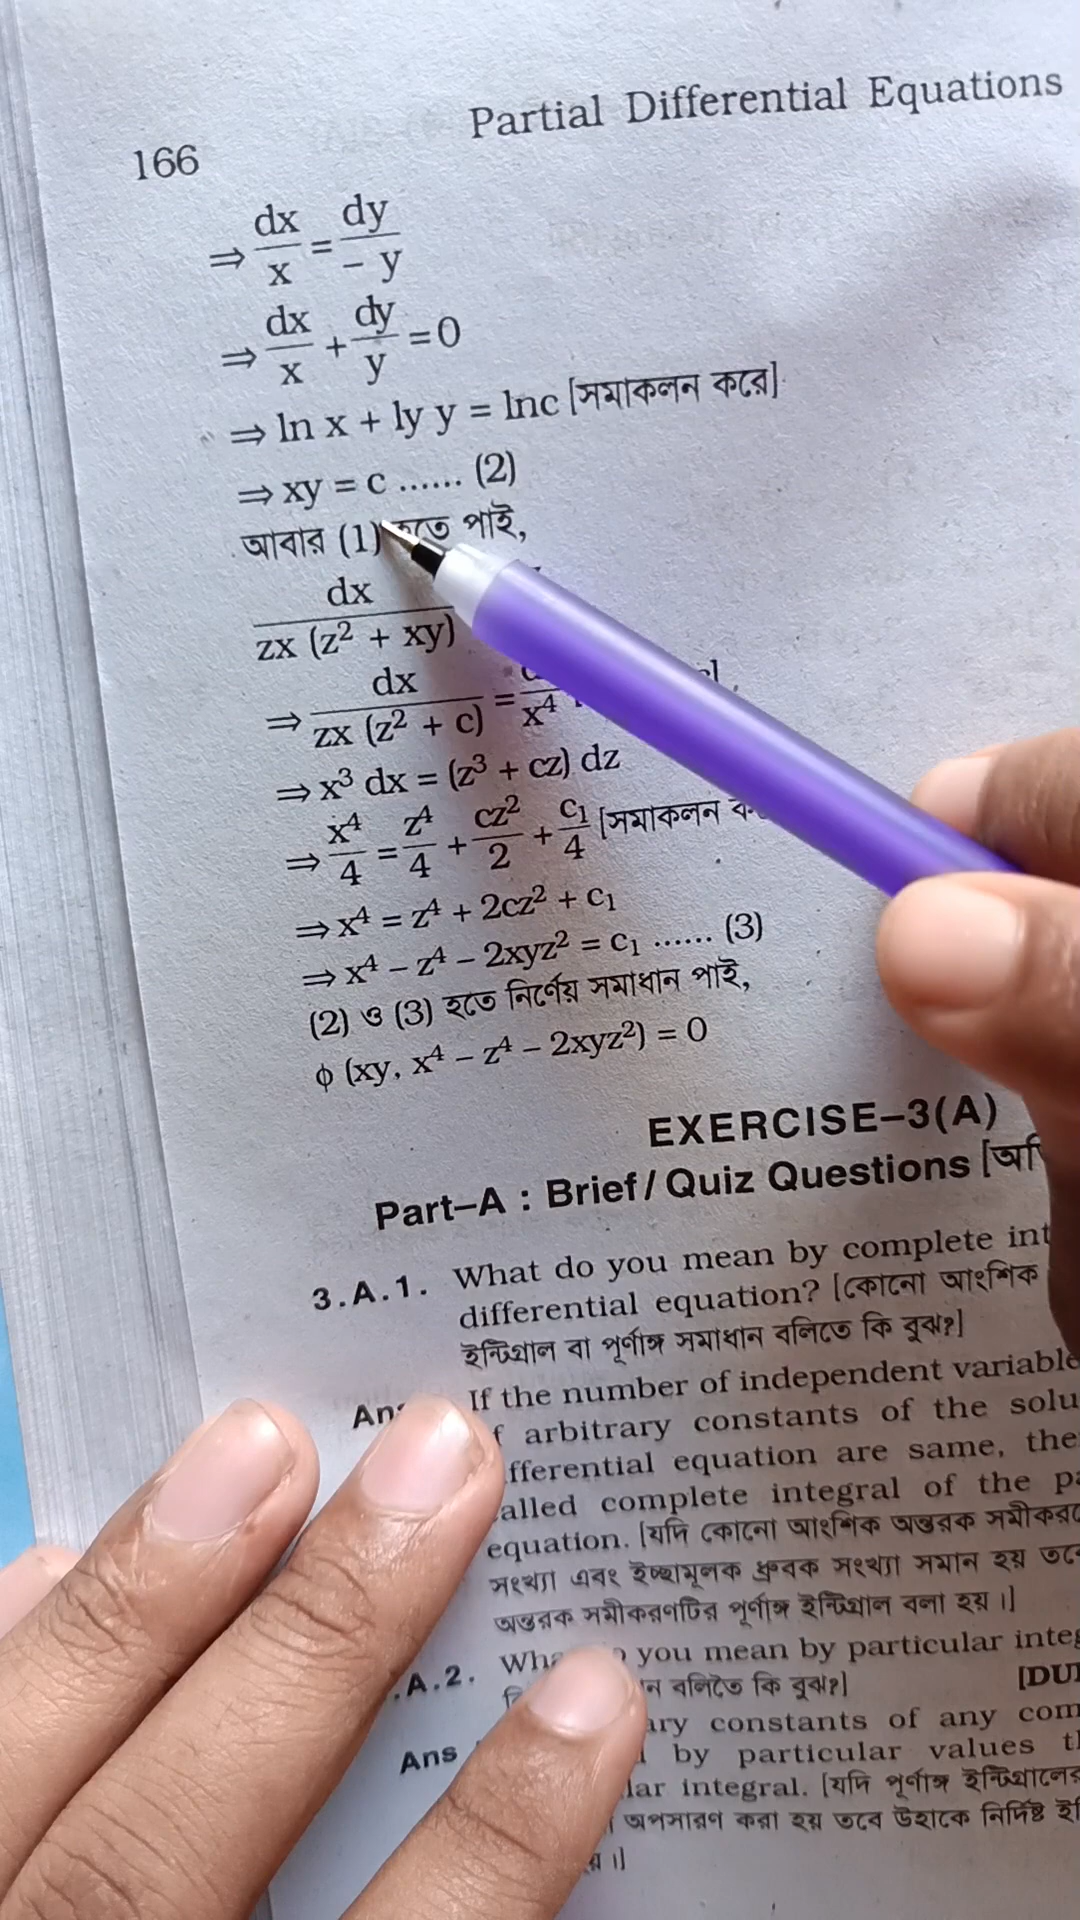 Partial Differential Equations
166
⇒ dx/x = dy/– y
⇒ dx/x + dy/y = 0
⇒ ln x + ly y = lnc [সমাকলন করে]
⇒ xy = c ...... (2)
আবার (1) হতে পাই,
dx/zx (z² + xy)
⇒ dx/zx (z² + c) = /x⁴
⇒ x³ dx = (z³ + cz) dz
⇒ x⁴/4 = z⁴/4 + cz²/2 + c₁/4 [সমাকলন
⇒ x⁴ = z⁴ + 2cz² + c₁
⇒ x⁴ – z⁴ – 2xyz² = c₁ ...... (3)
(2) ও (3) হতে নির্ণেয় সমাধান পাই,
ϕ (xy, x⁴ – z⁴ – 2xyz²) = 0
EXERCISE–3(A)
Part–A : Brief / Quiz Questions
3.A.1. What do you mean by complete
differential equation? [কোনো আংশিক
ইন্টিগ্রাল বা পূর্ণাঙ্গ সমাধান বলিতে কি বুঝ?]
If the number of independent
arbitrary constants of the
are same,
complete integral of the
equation. [যদি কোনো আংশিক অন্তরক
সংখ্যা এবং ইচ্ছামূলক ধ্রুবক সংখ্যা সমান হয়
অন্তরক সমীকরণটির পূর্ণাঙ্গ ইন্টিগ্রাল বলা হয়।]
.A.2. you mean by particular
বলিতে কি বুঝ?]
Ans constants of any
by particular values
integral. [যদি পূর্ণাঙ্গ
অপসারণ করা হয় তবে উহাকে নির্দিষ্ট